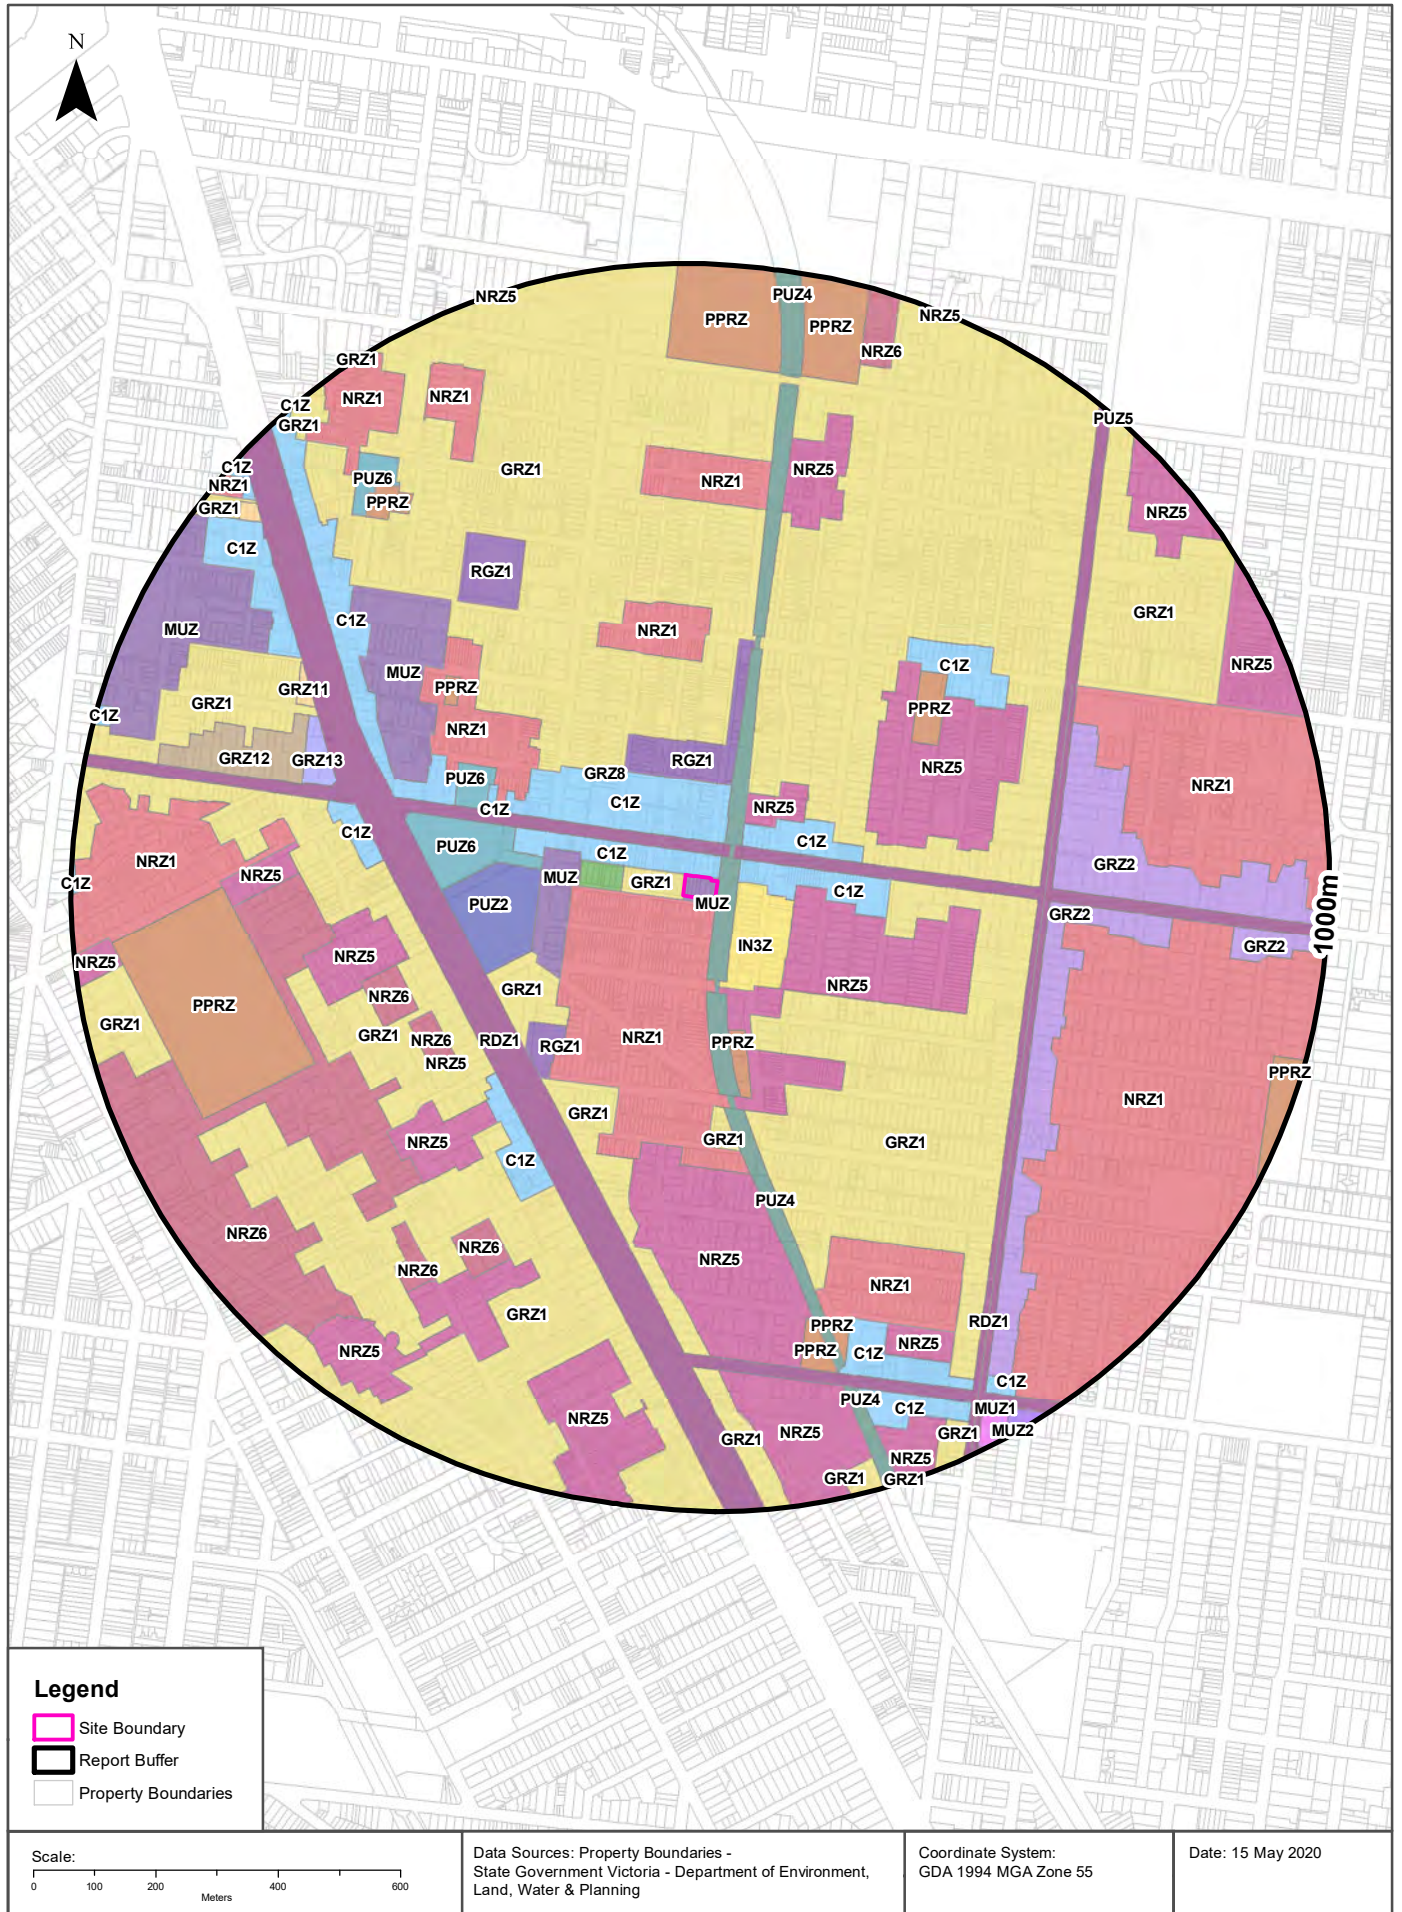 N
NRZ5
PUZ4
PPRZ
PPRZ
NRZ5
NRZ6
GRZ1
NRZ1
NRZ1
C1Z
GRZ1
PUZ5
C1Z
NRZ1
PUZ6
GRZ1
NRZ1
NRZ5
PPRZ
GRZ1
NRZ5
C1Z
RGZ1
C1Z
GRZ1
MUZ
NRZ1
MUZ
C1Z
NRZ5
GRZ11
PPRZ
GRZ1
PPRZ
C1Z
NRZ1
GRZ12
GRZ13
RGZ1
NRZ5
PUZ6
GRZ8
NRZ1
C1Z
C1Z
NRZ5
C1Z
C1Z
PUZ6
C1Z
NRZ1
GRZ2
NRZ5
MUZ
GRZ1
C1Z
C1Z
PUZ2
MUZ
GRZ2
1000m
IN3Z
GRZ2
NRZ5
NRZ5
PPRZ
GRZ1
NRZ5
NRZ6
GRZ1
GRZ1
NRZ6
NRZ5
RDZ1
RGZ1
NRZ1
PPRZ
PPRZ
NRZ1
GRZ1
NRZ5
GRZ1
GRZ1
C1Z
PUZ4
NRZ6
NRZ6
NRZ6
NRZ5
NRZ1
GRZ1
RDZ1
PPRZ
NRZ5
NRZ5
PPRZ
C1Z
C1Z
PUZ4
C1Z
MUZ1
NRZ5
GRZ1
NRZ5
GRZ1
MUZ2
NRZ5
GRZ1
GRZ1
Legend
Site Boundary
Report Buffer
Property Boundaries
Scale:
0 100 200 400 600
Meters
Data Sources: Property Boundaries -
State Government Victoria - Department of Environment,
Land, Water & Planning
Coordinate System:
GDA 1994 MGA Zone 55
Date: 15 May 2020